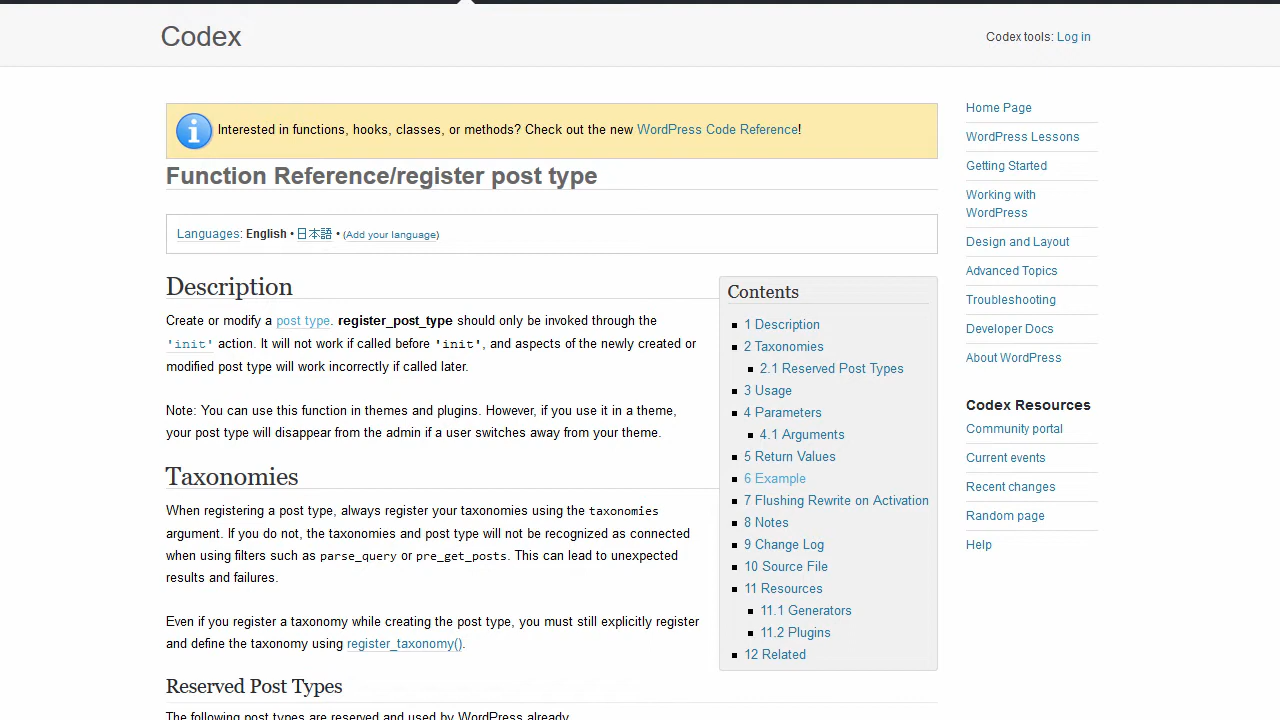 Codex
Codex tools: Log in
Interested in functions, hooks, classes, or methods? Check out the new WordPress Code Reference!
Function Reference/register post type
Languages: English • 日本語 • (Add your language)
Description
Create or modify a post type. register_post_type should only be invoked through the
'init' action. It will not work if called before 'init', and aspects of the newly created or
modified post type will work incorrectly if called later.
Note: You can use this function in themes and plugins. However, if you use it in a theme,
your post type will disappear from the admin if a user switches away from your theme.
Taxonomies
When registering a post type, always register your taxonomies using the taxonomies
argument. If you do not, the taxonomies and post type will not be recognized as connected
when using filters such as parse_query or pre_get_posts. This can lead to unexpected
results and failures.
Even if you register a taxonomy while creating the post type, you must still explicitly register
and define the taxonomy using register_taxonomy().
Reserved Post Types
The following post types are reserved and used by WordPress already.
Contents
1 Description
2 Taxonomies
2.1 Reserved Post Types
3 Usage
4 Parameters
4.1 Arguments
5 Return Values
6 Example
7 Flushing Rewrite on Activation
8 Notes
9 Change Log
10 Source File
11 Resources
11.1 Generators
11.2 Plugins
12 Related
Home Page
WordPress Lessons
Getting Started
Working with
WordPress
Design and Layout
Advanced Topics
Troubleshooting
Developer Docs
About WordPress
Codex Resources
Community portal
Current events
Recent changes
Random page
Help